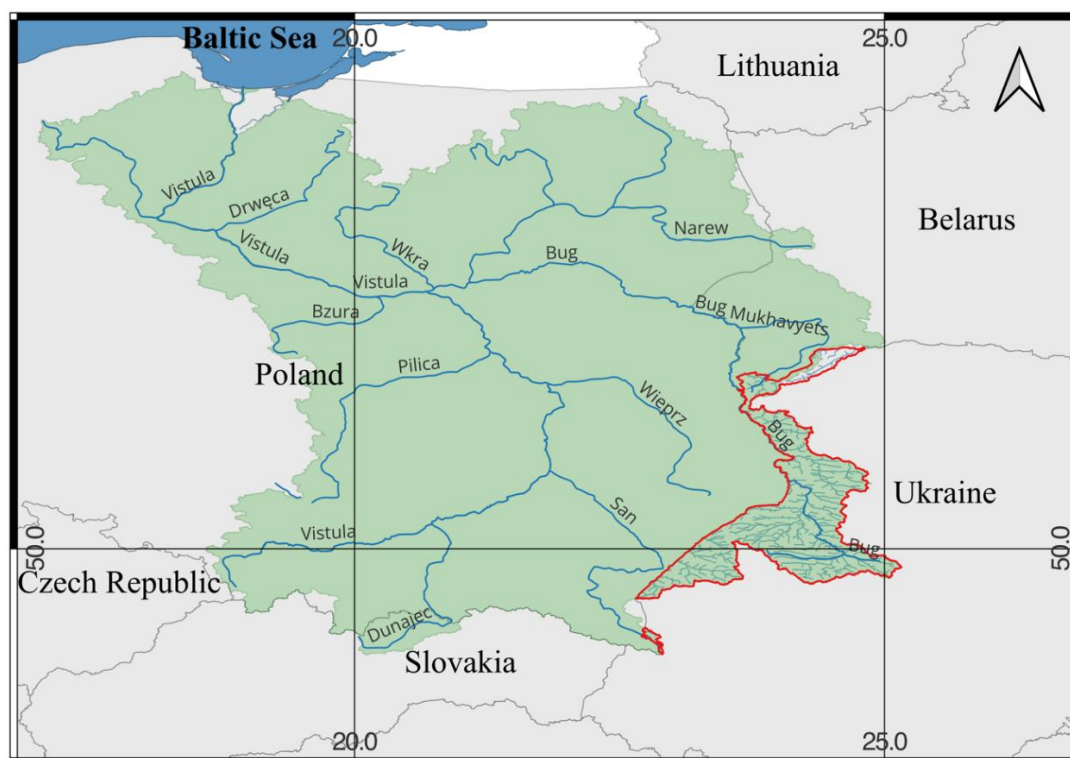 Baltic Sea
20.0
25.0
Lithuania
Vistula
Drwęca
Belarus
Narew
Vistula
Wkra
Bug
Vistula
Bzura
Bug
Mukhavyets
Poland
Pilica
Wieprz
Bug
Ukraine
San
Vistula
Bug
50.0
50.0
Czech Republic
Dunajec
Slovakia
20.0
25.0